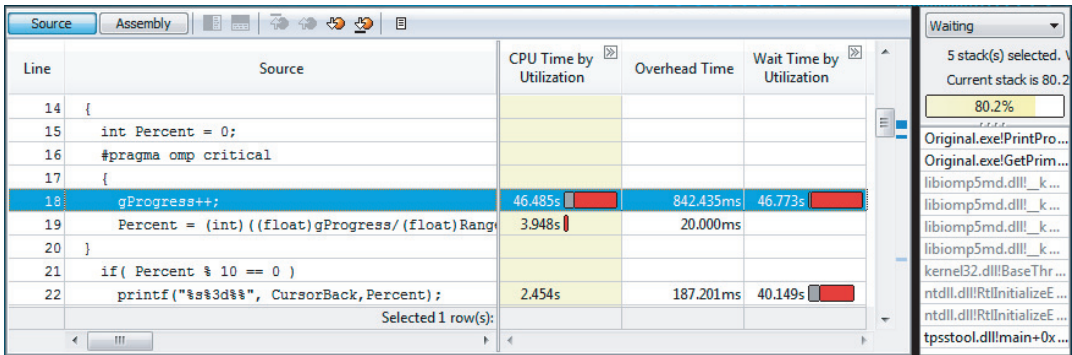 Source Assembly
Waiting
5 stack(s) selected.
Current stack is 80.2
80.2%
Line Source CPU Time by Utilization Overhead Time Wait Time by Utilization
14 {
15 int Percent = 0;
16 #pragma omp critical
17 {
18 gProgress++; 46.485s 842.435ms 46.773s
19 Percent = (int)((float)gProgress/(float)Rang 3.948s 20.000ms
20 }
21 if( Percent % 10 == 0 )
22 printf("%s%3d%%", CursorBack,Percent); 2.454s 187.201ms 40.149s
Selected 1 row(s):
Original.exe!PrintPro...
Original.exe!GetPrim...
libiomp5md.dll!__k...
libiomp5md.dll!__k...
libiomp5md.dll!__k...
libiomp5md.dll!__k...
kernel32.dll!BaseThr...
ntdll.dll!RtlInitializeE...
ntdll.dll!RtlInitializeE...
tpsstool.dll!main+0x...